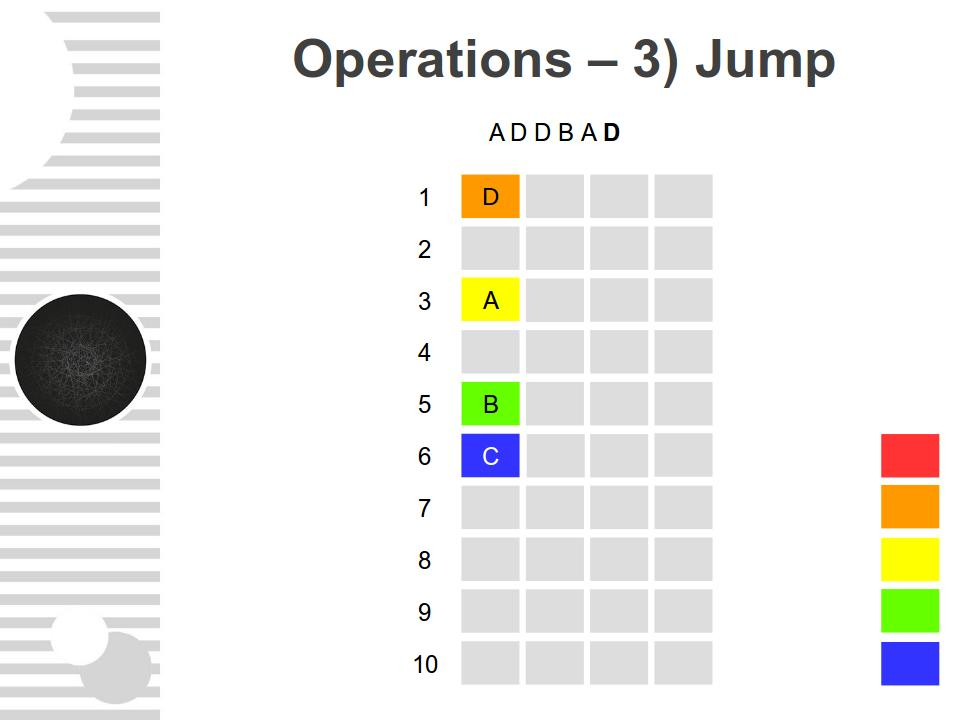 Operations – 3) Jump
A D D B A D
1 D
2
3 A
4
5 B
6 C
7
8
9
10